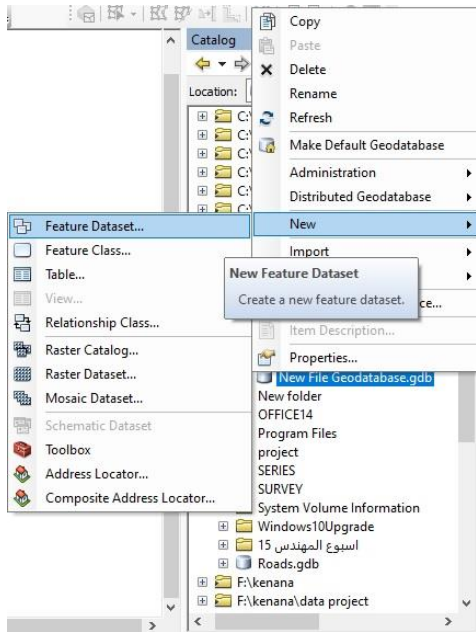 Catalog
Location:
C:\
C:\
C:\
C:\
C:\
C:\
Copy
Paste
Delete
Rename
Refresh
Make Default Geodatabase
Administration
Distributed Geodatabase
New
Import
ce...
Item Description...
Properties...
Feature Dataset...
Feature Class...
Table...
View...
Relationship Class...
Raster Catalog...
Raster Dataset...
Mosaic Dataset...
Schematic Dataset
Toolbox
Address Locator...
Composite Address Locator...
New Feature Dataset
Create a new feature dataset.
New File Geodatabase.gdb
New folder
OFFICE14
Program Files
project
SERIES
SURVEY
System Volume Information
Windows10Upgrade
اسبوع المهندس 15
Roads.gdb
F:\kenana
F:\kenana\data project